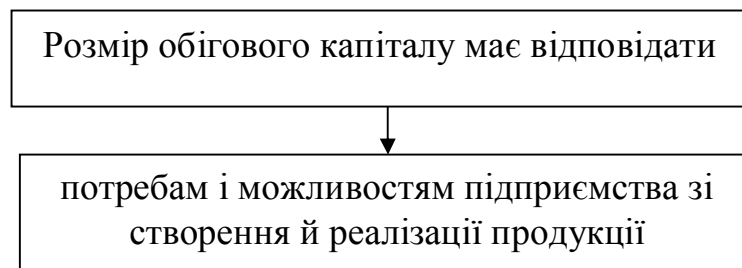 Розмір обігового капіталу має відповідати
потребам і можливостям підприємства зі
створення й реалізації продукції